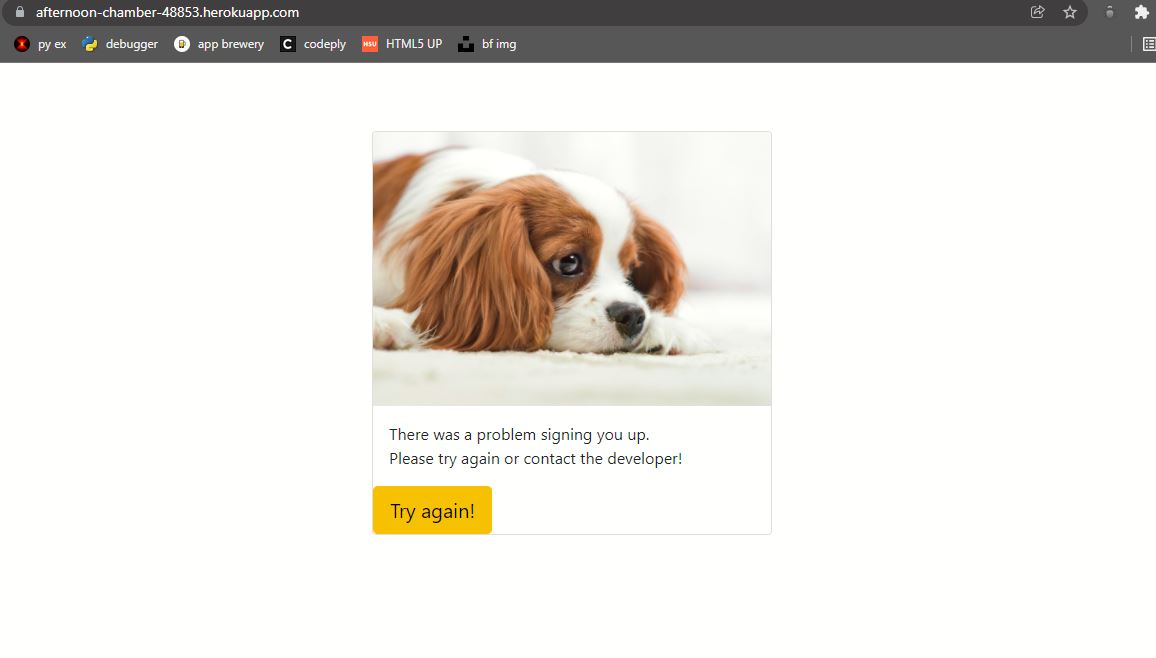 afternoon-chamber-48853.herokuapp.com
py ex debugger app brewery C codeply HSU HTML5 UP bf img
There was a problem signing you up.
Please try again or contact the developer!
Try again!